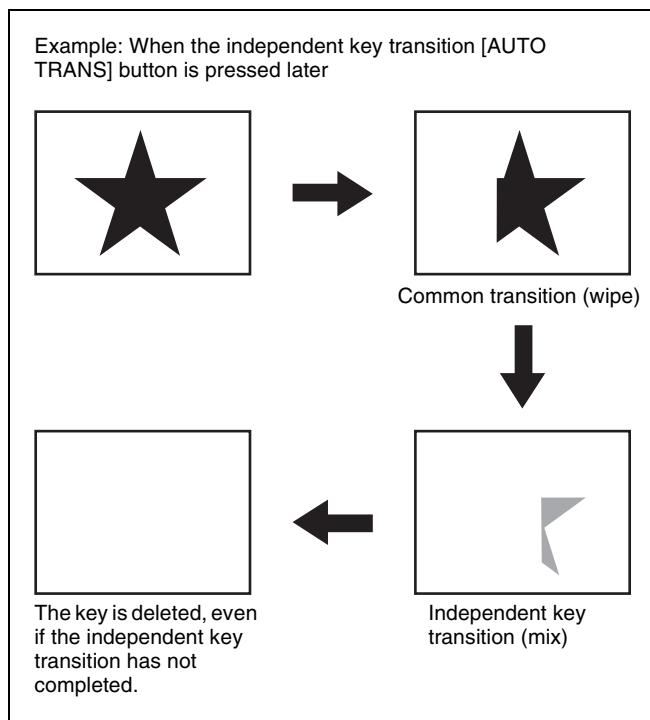 Example: When the independent key transition [AUTO
TRANS] button is pressed later
Common transition (wipe)
Independent key
transition (mix)
The key is deleted, even
if the independent key
transition has not
completed.